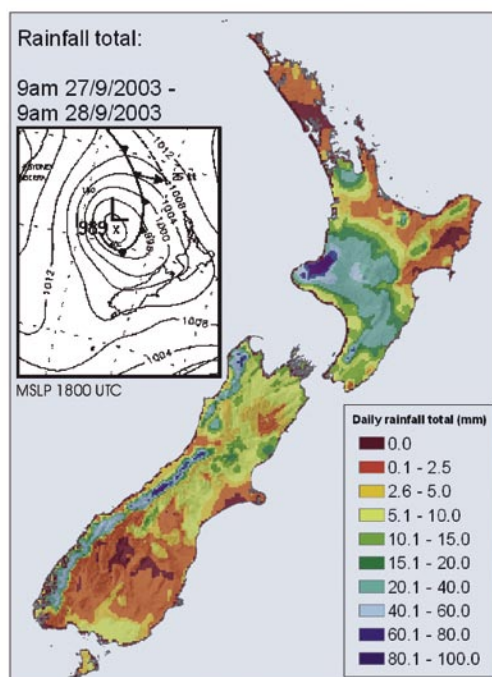 Rainfall total:
9am 27/9/2003 -
9am 28/9/2003
1012
1008
1004
1000
996
989
X
1012
1008
1004
MSLP 1800 UTC
Daily rainfall total (mm)
0.0
0.1 - 2.5
2.6 - 5.0
5.1 - 10.0
10.1 - 15.0
15.1 - 20.0
20.1 - 40.0
40.1 - 60.0
60.1 - 80.0
80.1 - 100.0